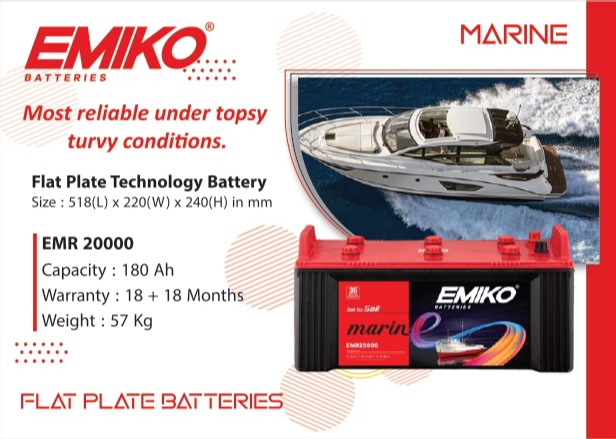 EMIKO®
BATTERIES
MARINE
Most reliable under topsy
turvy conditions.
Flat Plate Technology Battery
Size : 518(L) x 220(W) x 240(H) in mm
EMR 20000
Capacity : 180 Ah
Warranty : 18 + 18 Months
Weight : 57 Kg
36
EMIKO®
BATTERIES
Set to Sail
marine
EMR25000
FLAT PLATE BATTERIES